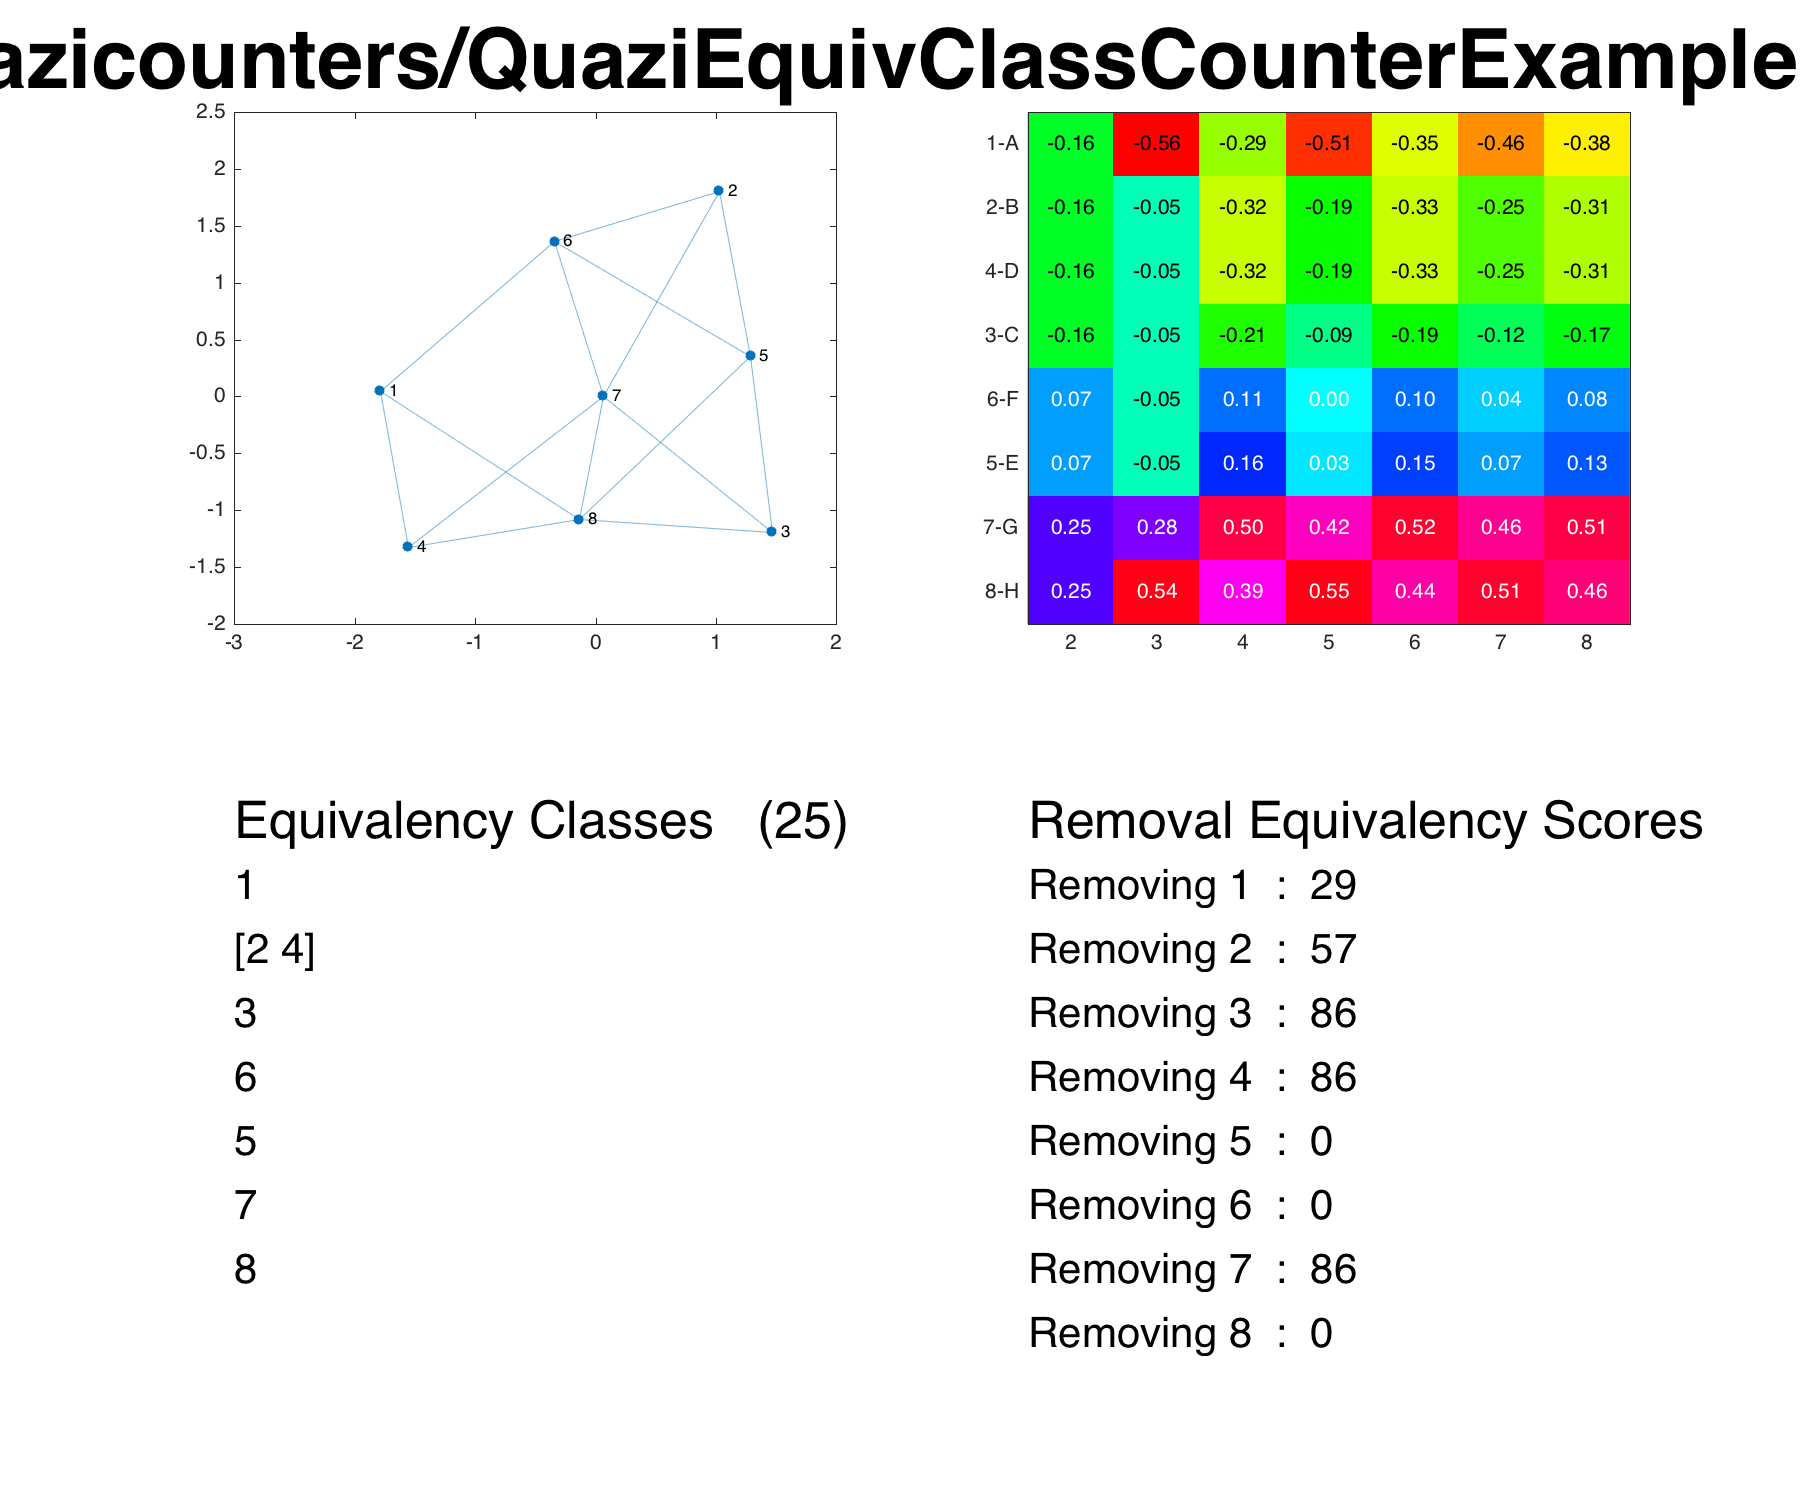 azicounters/QuaziEquivClassCounterExample
2.5
2
1.5
1
0.5
0
-0.5
-1
-1.5
-2
-3
-2
-1
0
1
2
2
6
5
1
7
8
3
4
1-A -0.16 -0.56 -0.29 -0.51 -0.35 -0.46 -0.38
2-B -0.16 -0.05 -0.32 -0.19 -0.33 -0.25 -0.31
4-D -0.16 -0.05 -0.32 -0.19 -0.33 -0.25 -0.31
3-C -0.16 -0.05 -0.21 -0.09 -0.19 -0.12 -0.17
6-F 0.07 -0.05 0.11 0.00 0.10 0.04 0.08
5-E 0.07 -0.05 0.16 0.03 0.15 0.07 0.13
7-G 0.25 0.28 0.50 0.42 0.52 0.46 0.51
8-H 0.25 0.54 0.39 0.55 0.44 0.51 0.46
2 3 4 5 6 7 8
Equivalency Classes (25)
1
[2 4]
3
6
5
7
8
Removal Equivalency Scores
Removing 1 : 29
Removing 2 : 57
Removing 3 : 86
Removing 4 : 86
Removing 5 : 0
Removing 6 : 0
Removing 7 : 86
Removing 8 : 0